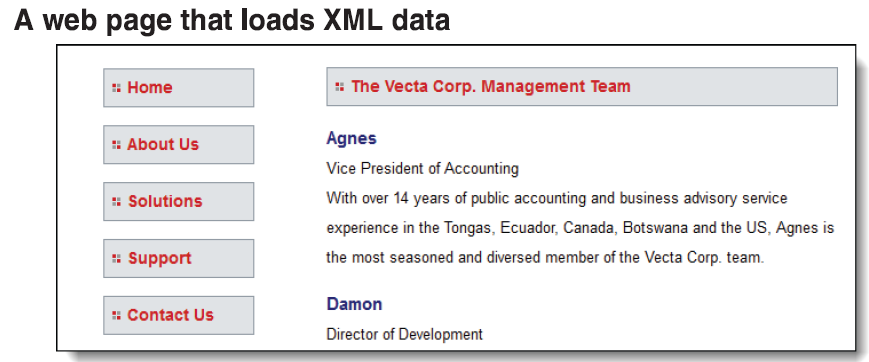 A web page that loads XML data
Home
About Us
Solutions
Support
Contact Us
The Vecta Corp. Management Team
Agnes
Vice President of Accounting
With over 14 years of public accounting and business advisory service
experience in the Tongas, Ecuador, Canada, Botswana and the US, Agnes is
the most seasoned and diversed member of the Vecta Corp. team.
Damon
Director of Development